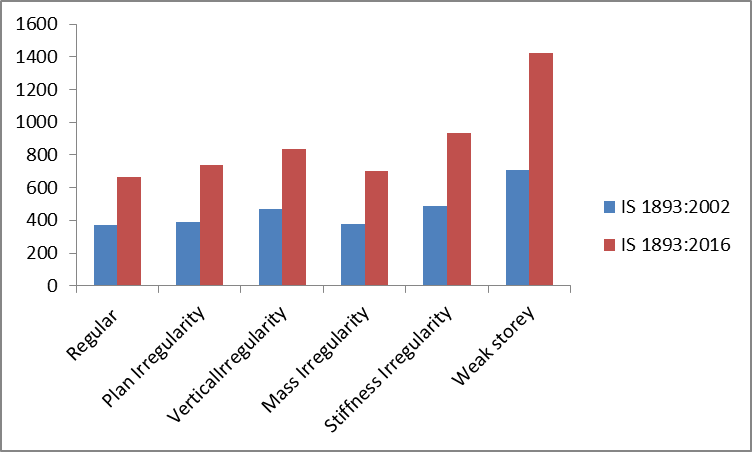 1600
1400
1200
1000
800
600
400
200
0
Regular
Plan Irregularity
VerticalIrregularity
Mass Irregularity
Stiffness Irregularity
Weak storey
IS 1893:2002
IS 1893:2016